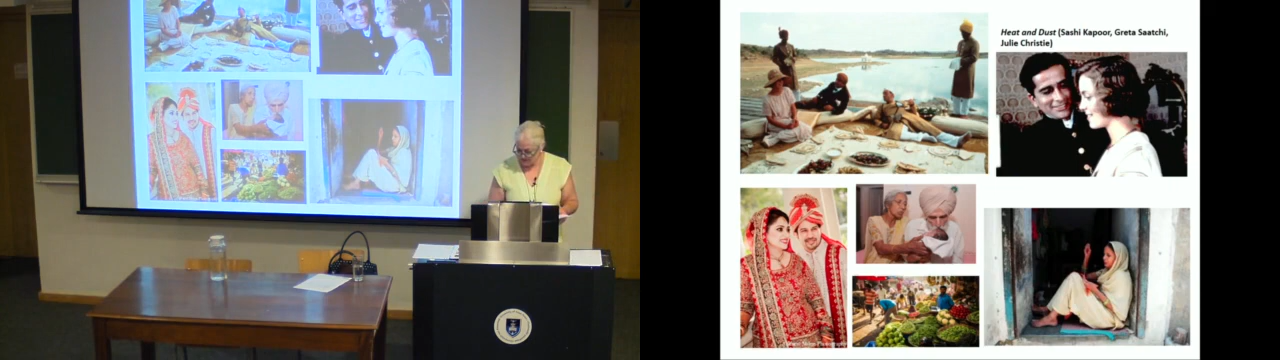 Heat and Dust (Sashi Kapoor, Greta Saatchi,
Julie Christie)